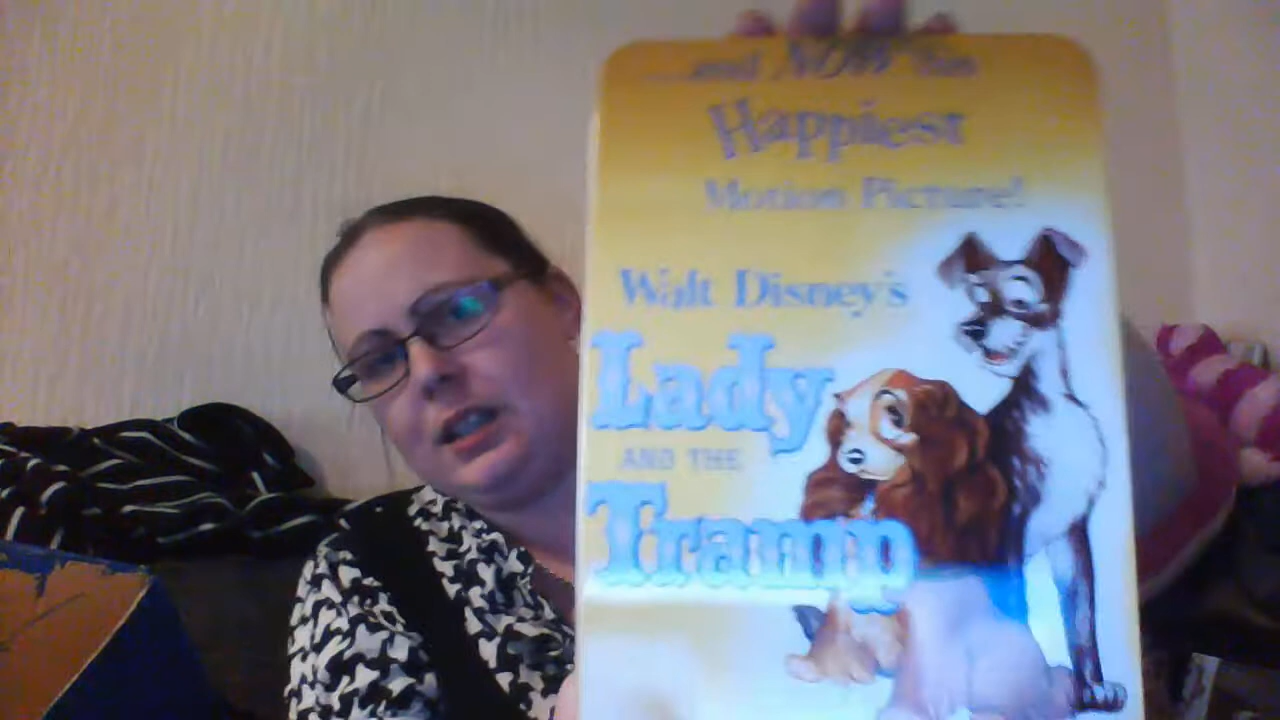 ...and NOW the
Happiest
Motion Picture!
Walt Disney's
Lady
AND THE
Tramp